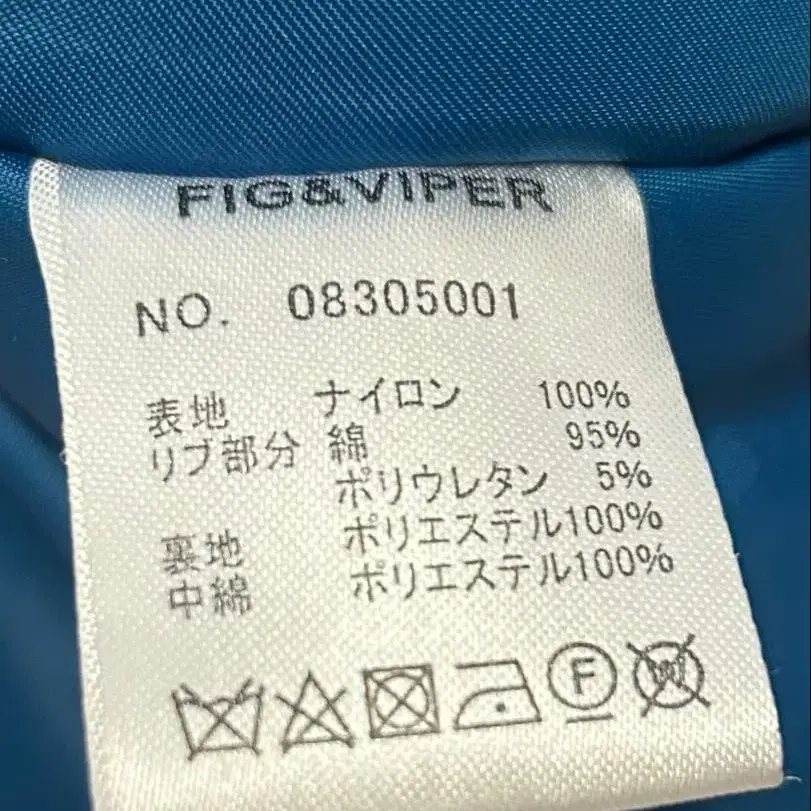 FIG&VIPER
NO. 08305001
表地 ナイロン 100%
リブ部分 綿 95%
ポリウレタン 5%
裏地 ポリエステル100%
中綿 ポリエステル100%
F W